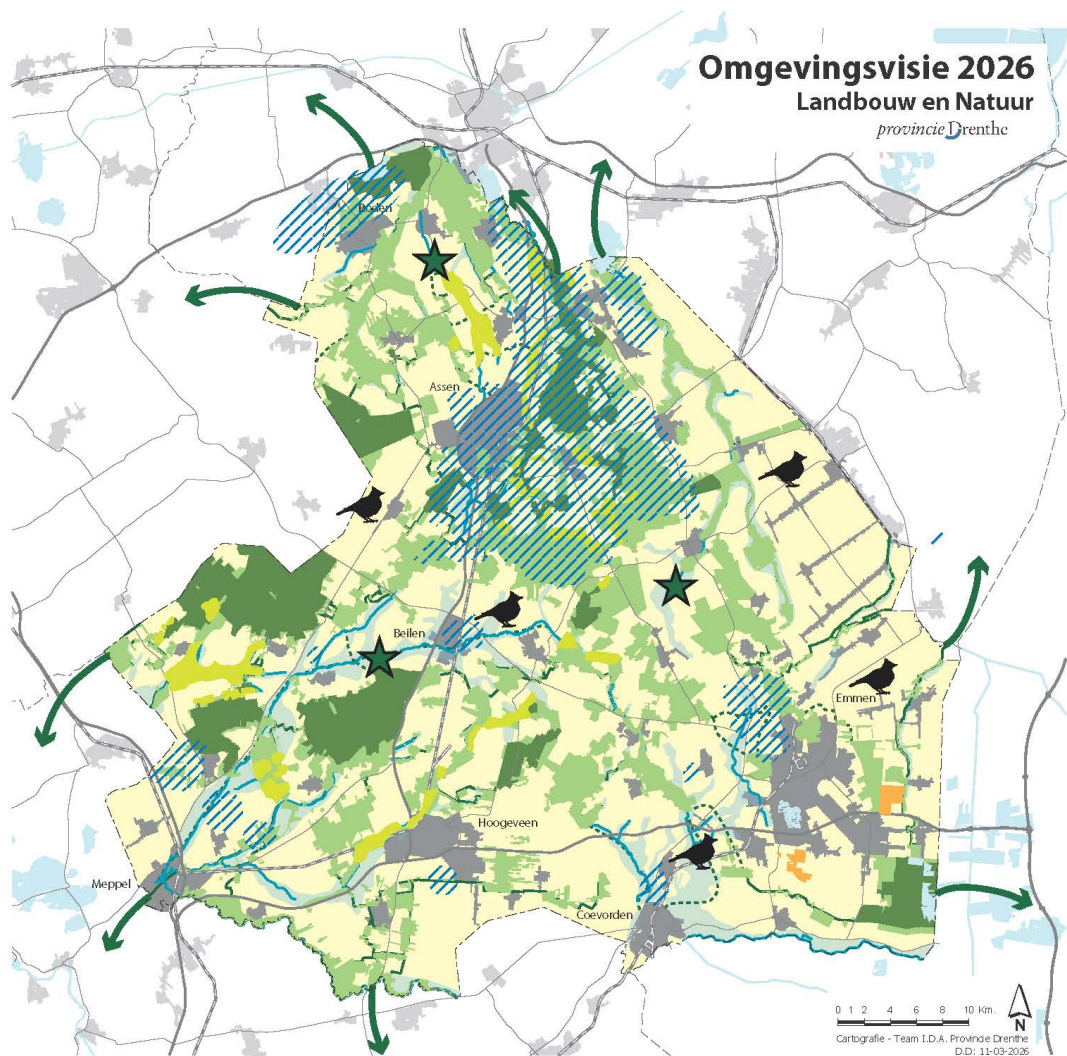 Omgevingsvisie 2026
Landbouw en Natuur
provincie Drenthe
Roden
Assen
Beilen
Emmen
Hoogeveen
Meppel
Coevorden
0 1 2 4 6 8 10 Km.
N
Cartografie - Team I.D.A. Provincie Drenthe
D.D: 11-03-2026